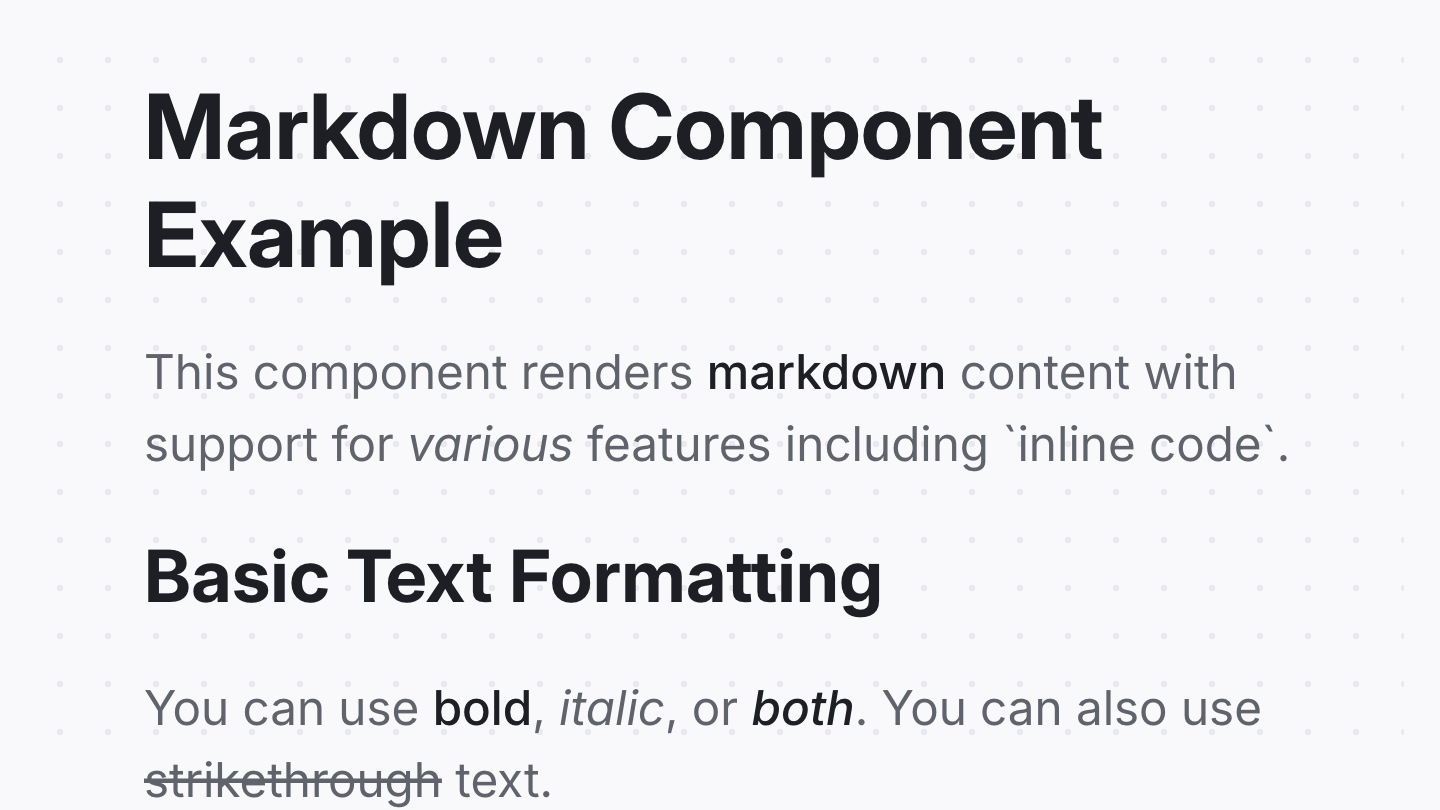 Markdown Component
Example
This component renders markdown content with
support for various features including `inline code`.
Basic Text Formatting
You can use bold, italic, or both. You can also use
strikethrough text.